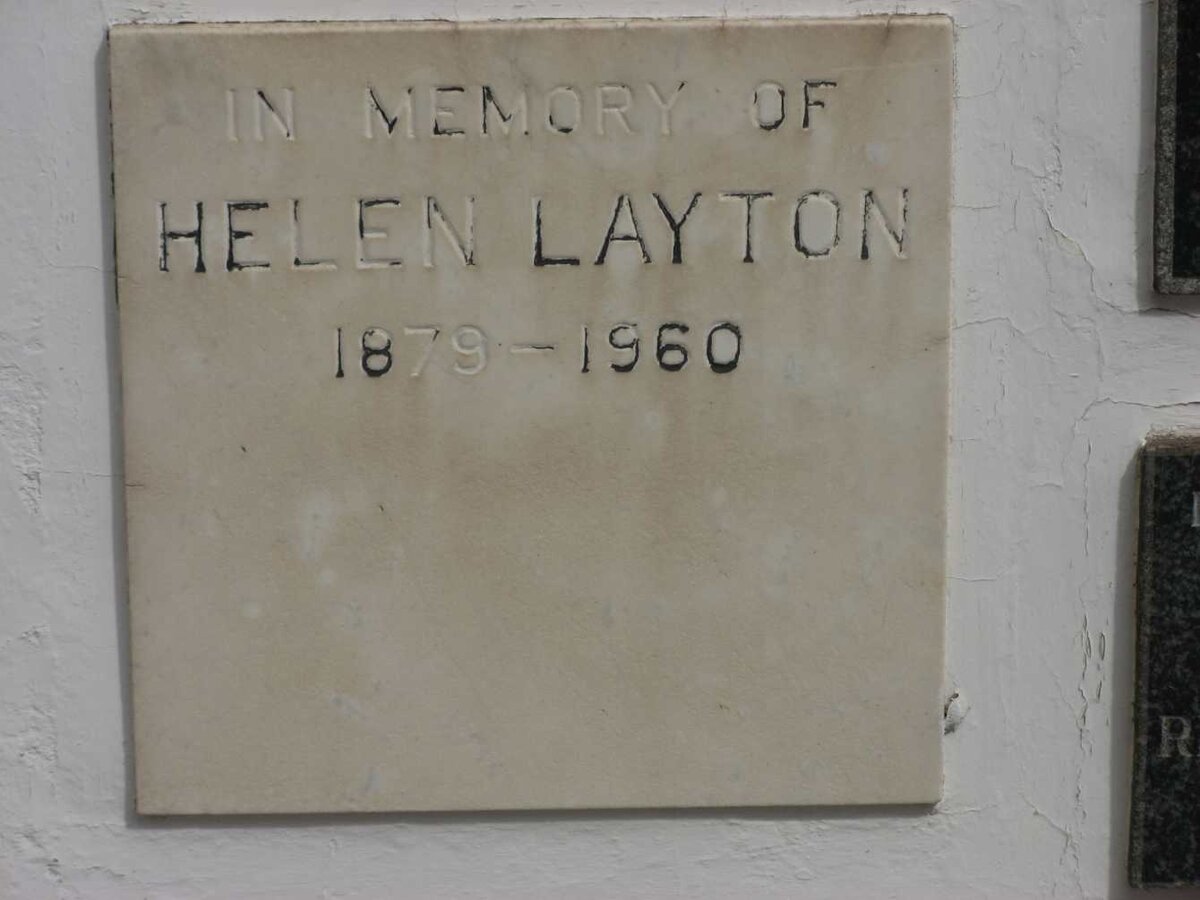 IN MEMORY OF
HELEN LAYTON
1879 - 1960
R